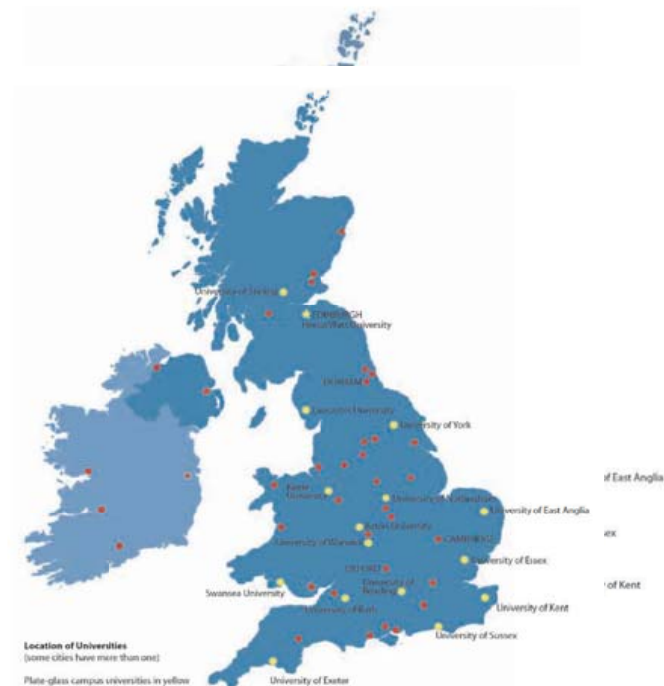 University of Stirling
EDINBURGH
Heriot Watt University
DURHAM
Lancaster University
University of York
Keele
University
University of Nottingham
University of East Anglia
of East Anglia
Aston University
University of Warwick
CAMBRIDGE
ex
University of Essex
OXFORD
University of
Reading
of Kent
Swansea University
University of Bath
University of Kent
University of Sussex
Location of Universities
(some cities have more than one)
University of Exeter
Plate-glass campus universities in yellow